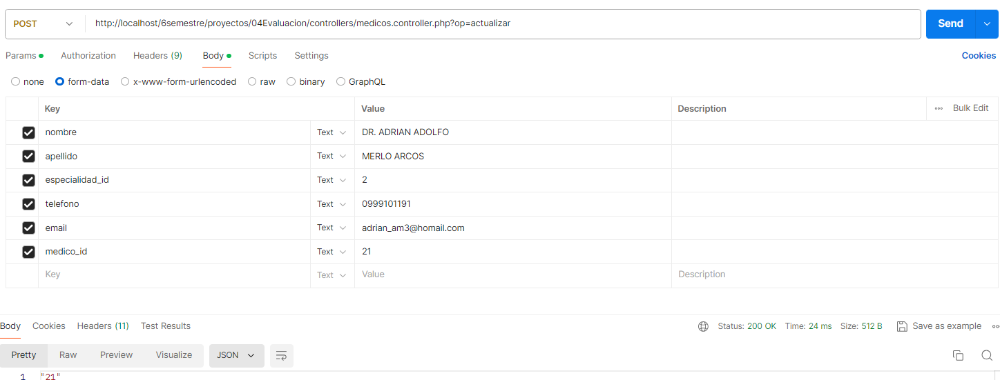 POST http://localhost/6semestre/proyectos/04Evaluacion/controllers/medicos.controller.php?op=actualizar Send
Params Authorization Headers (9) Body Scripts Settings Cookies
none form-data x-www-form-urlencoded raw binary GraphQL
Key Value Description Bulk Edit
nombre Text DR. ADRIAN ADOLFO
apellido Text MERLO ARCOS
especialidad_id Text 2
telefono Text 0999101191
email Text adrian_am3@homail.com
medico_id Text 21
Key Text Value Description
Body Cookies Headers (11) Test Results Status: 200 OK Time: 24 ms Size: 512 B Save as example
Pretty Raw Preview Visualize JSON
1 "21"